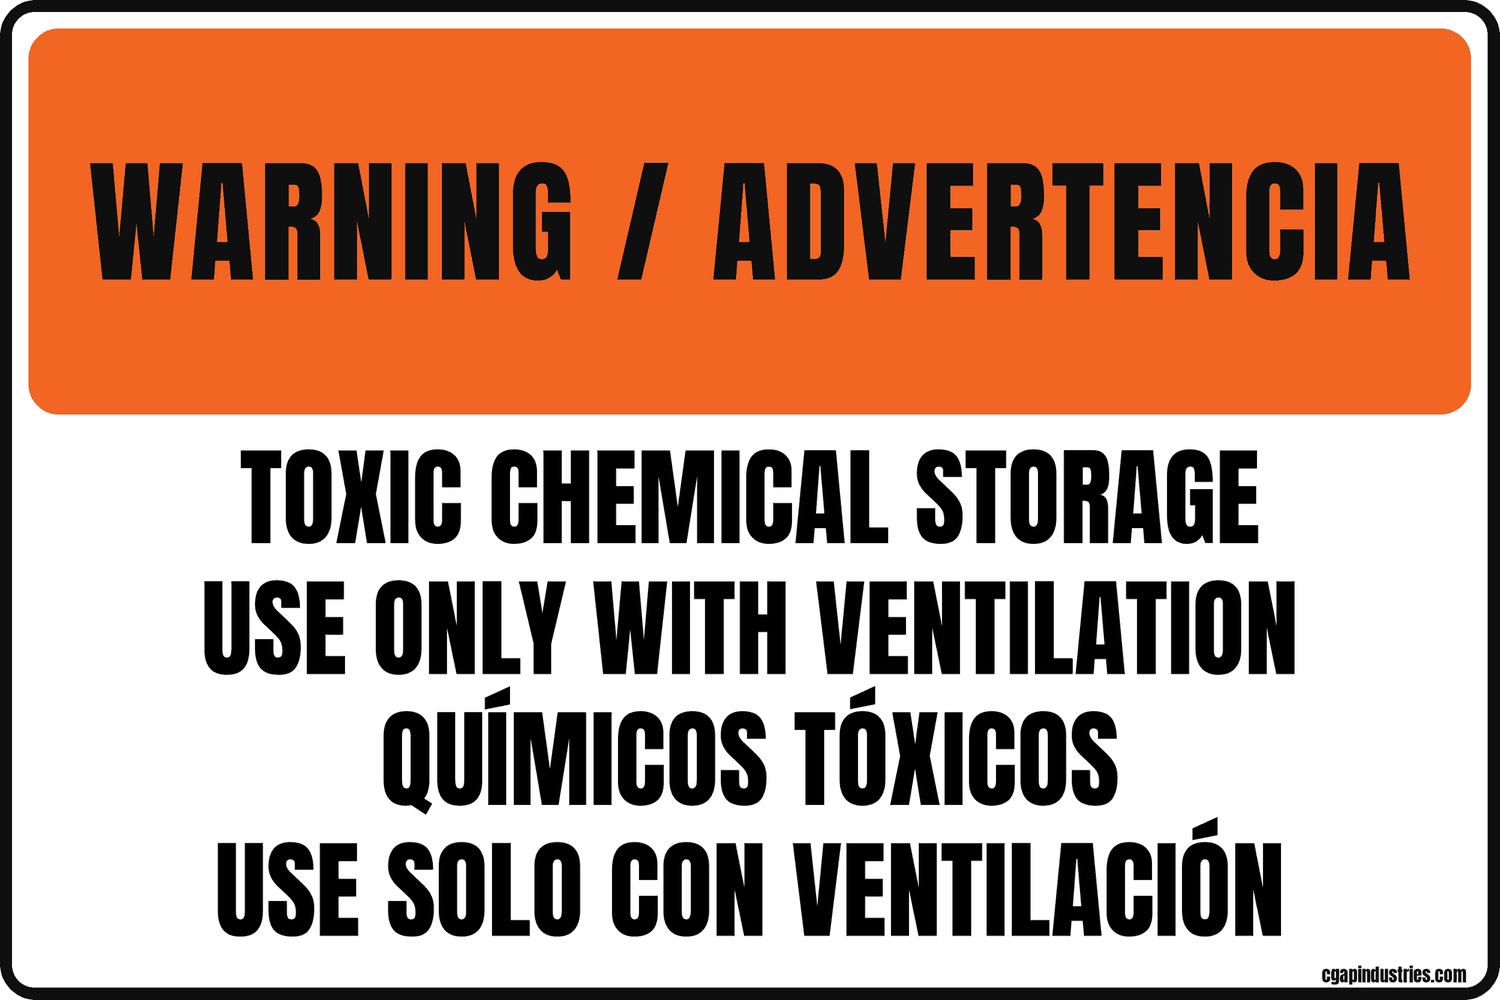 WARNING / ADVERTENCIA
TOXIC CHEMICAL STORAGE
USE ONLY WITH VENTILATION
QUÍMICOS TÓXICOS
USE SOLO CON VENTILACIÓN
cgapindustries.com